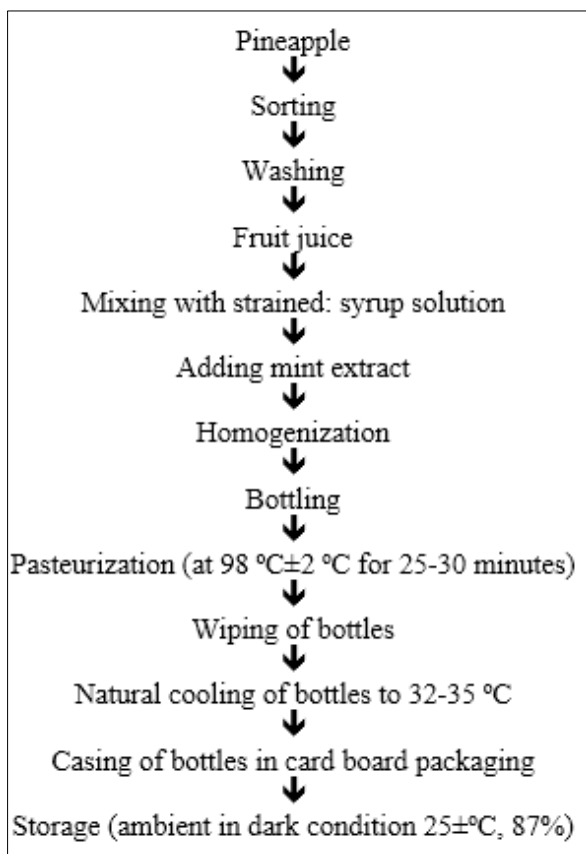 Pineapple
Sorting
Washing
Fruit juice
Mixing with strained: syrup solution
Adding mint extract
Homogenization
Bottling
Pasteurization (at 98 ºC±2 ºC for 25-30 minutes)
Wiping of bottles
Natural cooling of bottles to 32-35 ºC
Casing of bottles in card board packaging
Storage (ambient in dark condition 25±ºC, 87%)